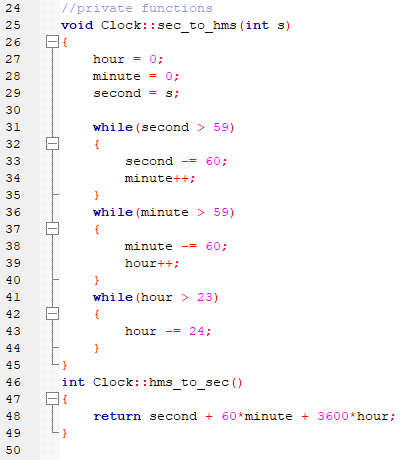 24 //private functions
25 void Clock::sec_to_hms(int s)
26 {
27     hour = 0;
28     minute = 0;
29     second = s;
30
31     while(second > 59)
32     {
33         second -= 60;
34         minute++;
35     }
36     while(minute > 59)
37     {
38         minute -= 60;
39         hour++;
40     }
41     while(hour > 23)
42     {
43         hour -= 24;
44     }
45 }
46 int Clock::hms_to_sec()
47 {
48     return second + 60*minute + 3600*hour;
49 }
50